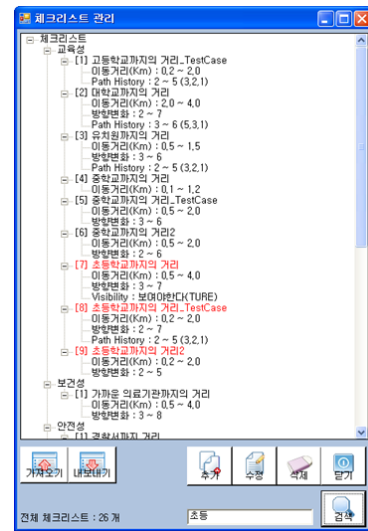 체크리스트 관리
체크리스트
교육성
[1] 고등학교까지의 거리_TestCase
이동거리(Km) : 0,2 ~ 2,0
Path History : 2 ~ 5 (3,2,1)
[2] 대학교까지의 거리
이동거리(Km) : 2,0 ~ 4,0
방향변화 : 2 ~ 7
Path History : 3 ~ 6 (5,3,1)
[3] 유치원까지의 거리
이동거리(Km) : 0,5 ~ 1,5
방향변화 : 3 ~ 6
Path History : 2 ~ 5 (3,2,1)
[4] 중학교까지의 거리
이동거리(Km) : 0,1 ~ 1,2
[5] 중학교까지의 거리_TestCase
이동거리(Km) : 0,5 ~ 2,0
방향변화 : 3 ~ 6
[6] 중학교까지의 거리2
이동거리(Km) : 0,5 ~ 2,0
방향변화 : 2 ~ 6
[7] 초등학교까지의 거리
이동거리(Km) : 0,5 ~ 4,0
방향변화 : 3 ~ 7
Visibility : 보여야한다(TURE)
[8] 초등학교까지의 거리_TestCase
이동거리(Km) : 0,2 ~ 2,0
방향변화 : 2 ~ 7
Path History : 2 ~ 5 (3,2,1)
[9] 초등학교까지의 거리2
이동거리(Km) : 0,2 ~ 2,0
방향변화 : 2 ~ 5
보건성
[1] 가까운 의료기관까지의 거리
이동거리(Km) : 0,5 ~ 4,0
방향변화 : 3 ~ 8
안전성
[1] 경찰서까지 거리
가져오기 내보내기 추가 수정 삭제 닫기
전체 체크리스트 : 26 개 초등 검색